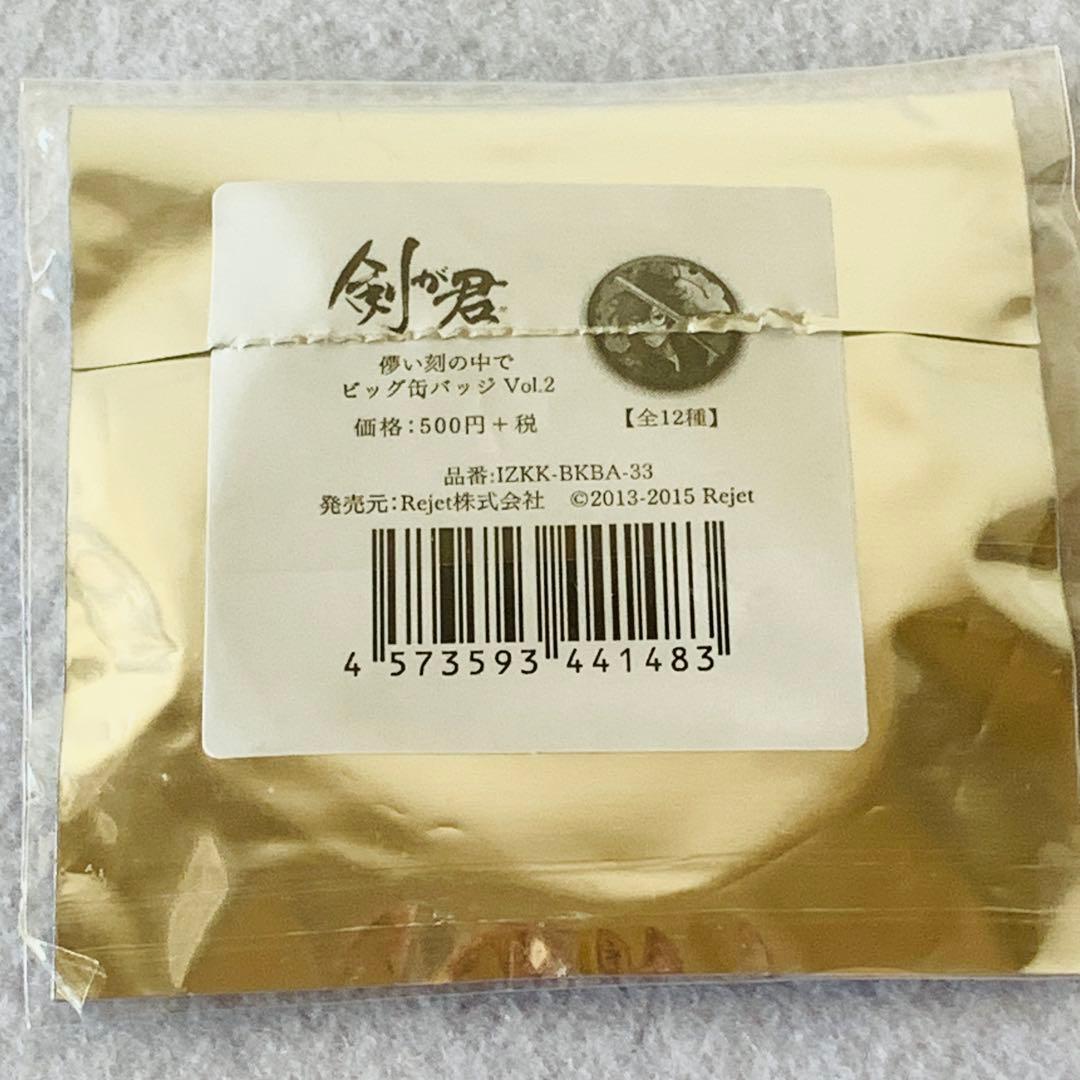 剣が君
儚い刻の中で
ビッグ缶バッジ Vol.2
価格：500円＋税
【全12種】
品番:IZKK-BKBA-33
発売元：Rejet株式会社　©2013-2015 Rejet
4 573593 441483